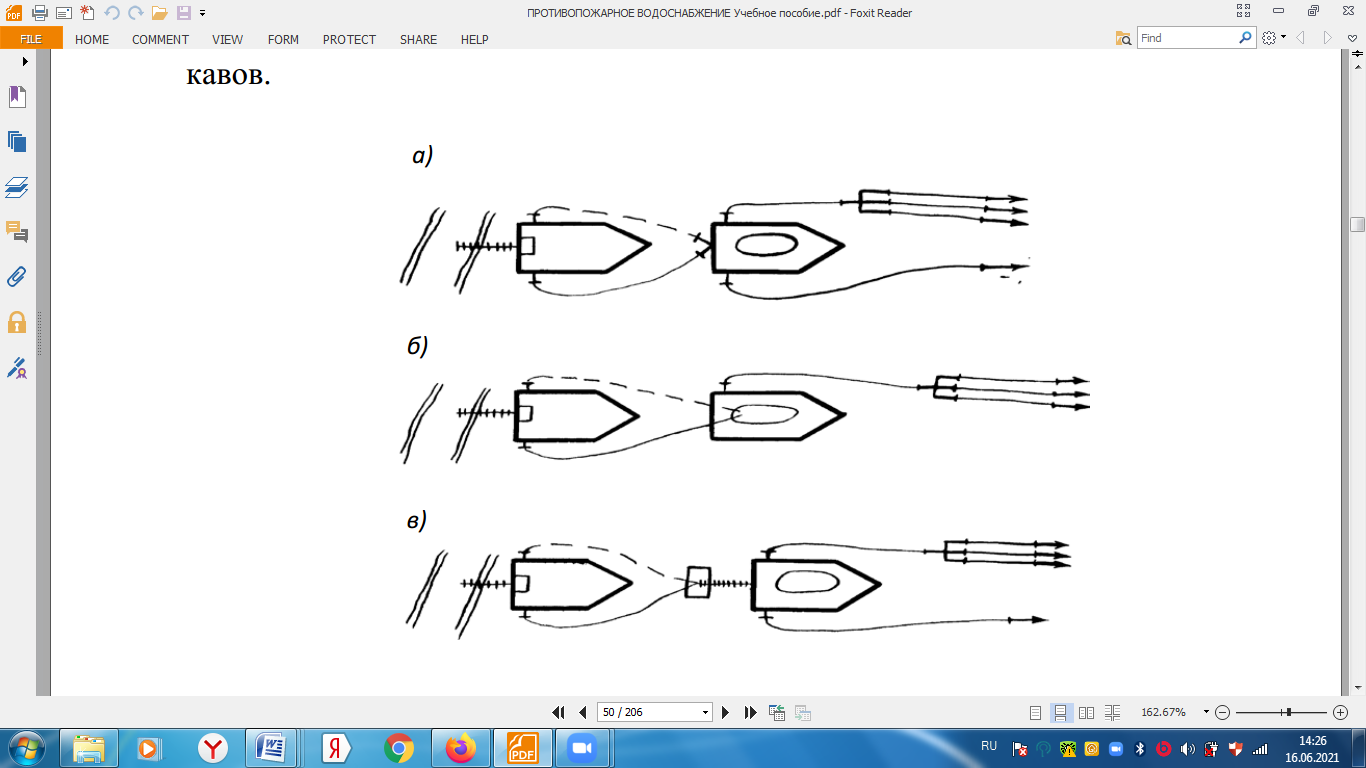 ПРОТИВОПОЖАРНОЕ ВОДОСНАБЖЕНИЕ Учебное пособие.pdf - Foxit Reader
FILE HOME COMMENT VIEW FORM PROTECT SHARE HELP Find
кавов.
а)
б)
в)
50 / 206 162.67%
RU 14:26
16.06.2021